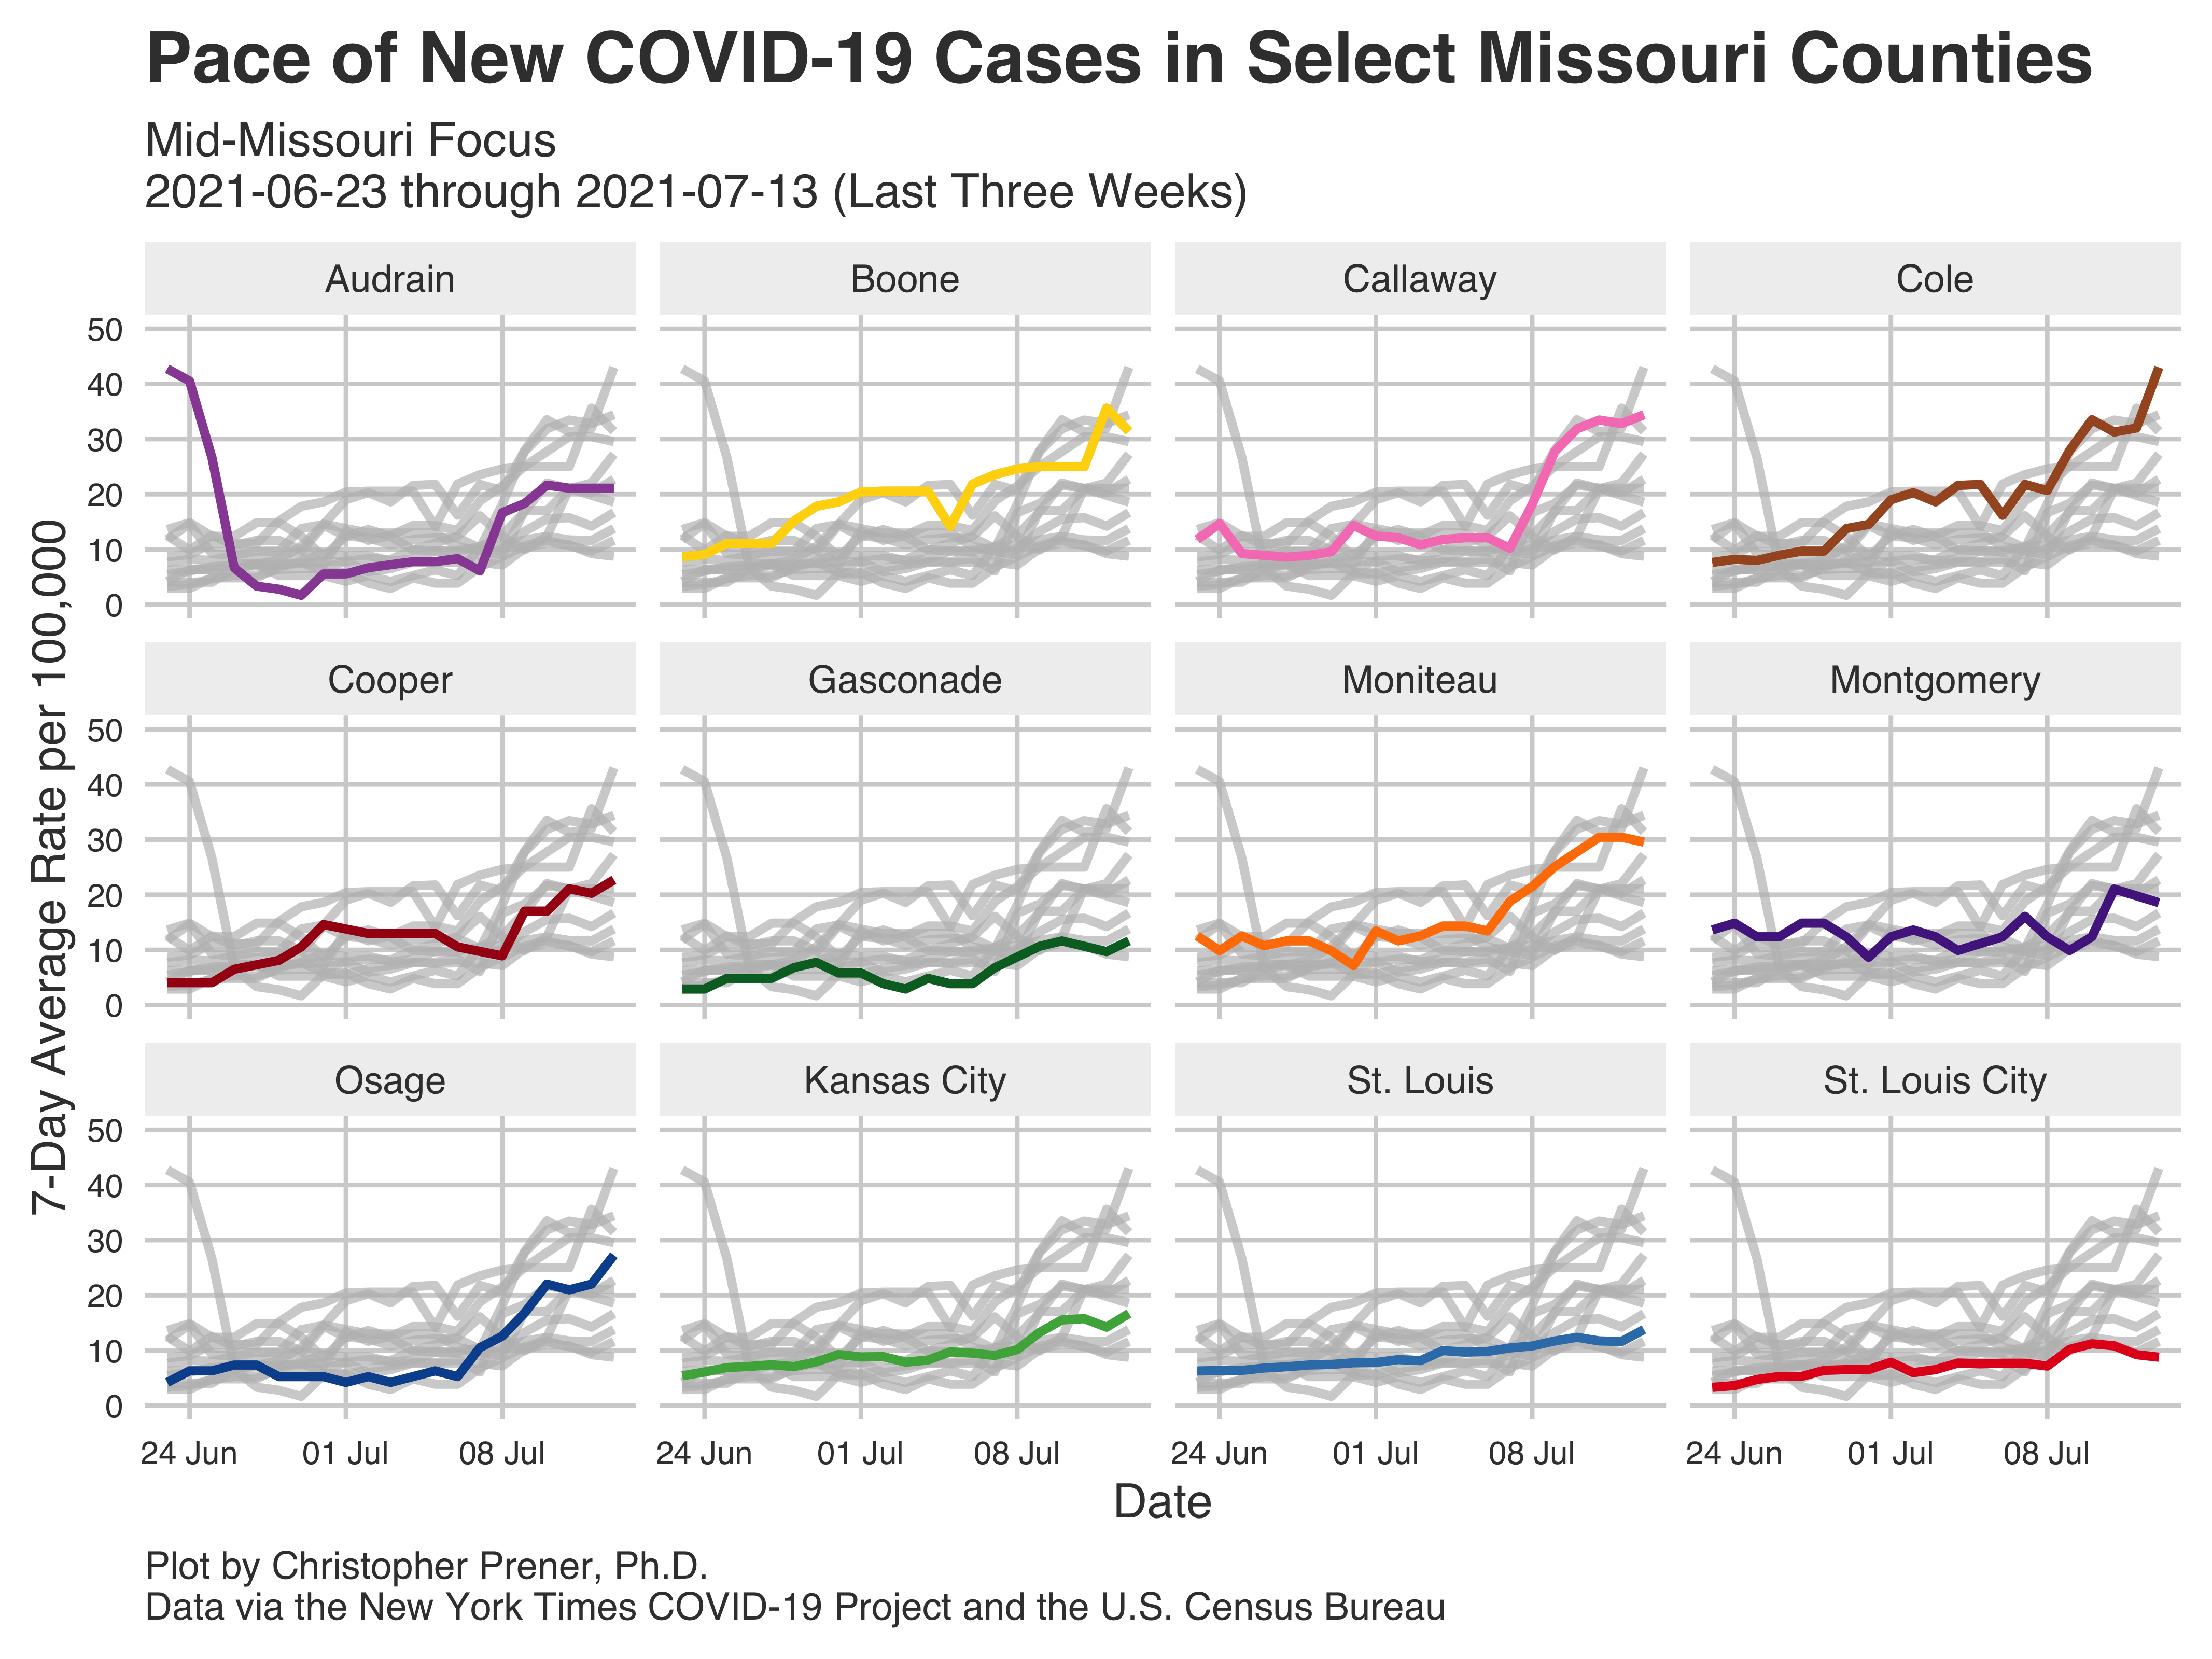 Pace of New COVID-19 Cases in Select Missouri Counties
Mid-Missouri Focus
2021-06-23 through 2021-07-13 (Last Three Weeks)
7-Day Average Rate per 100,000
Audrain
Boone
Callaway
Cole
50
40
30
20
10
0
Cooper
Gasconade
Moniteau
Montgomery
50
40
30
20
10
0
Osage
Kansas City
St. Louis
St. Louis City
50
40
30
20
10
0
24 Jun 01 Jul 08 Jul 24 Jun 01 Jul 08 Jul 24 Jun 01 Jul 08 Jul 24 Jun 01 Jul 08 Jul
Date
Plot by Christopher Prener, Ph.D.
Data via the New York Times COVID-19 Project and the U.S. Census Bureau